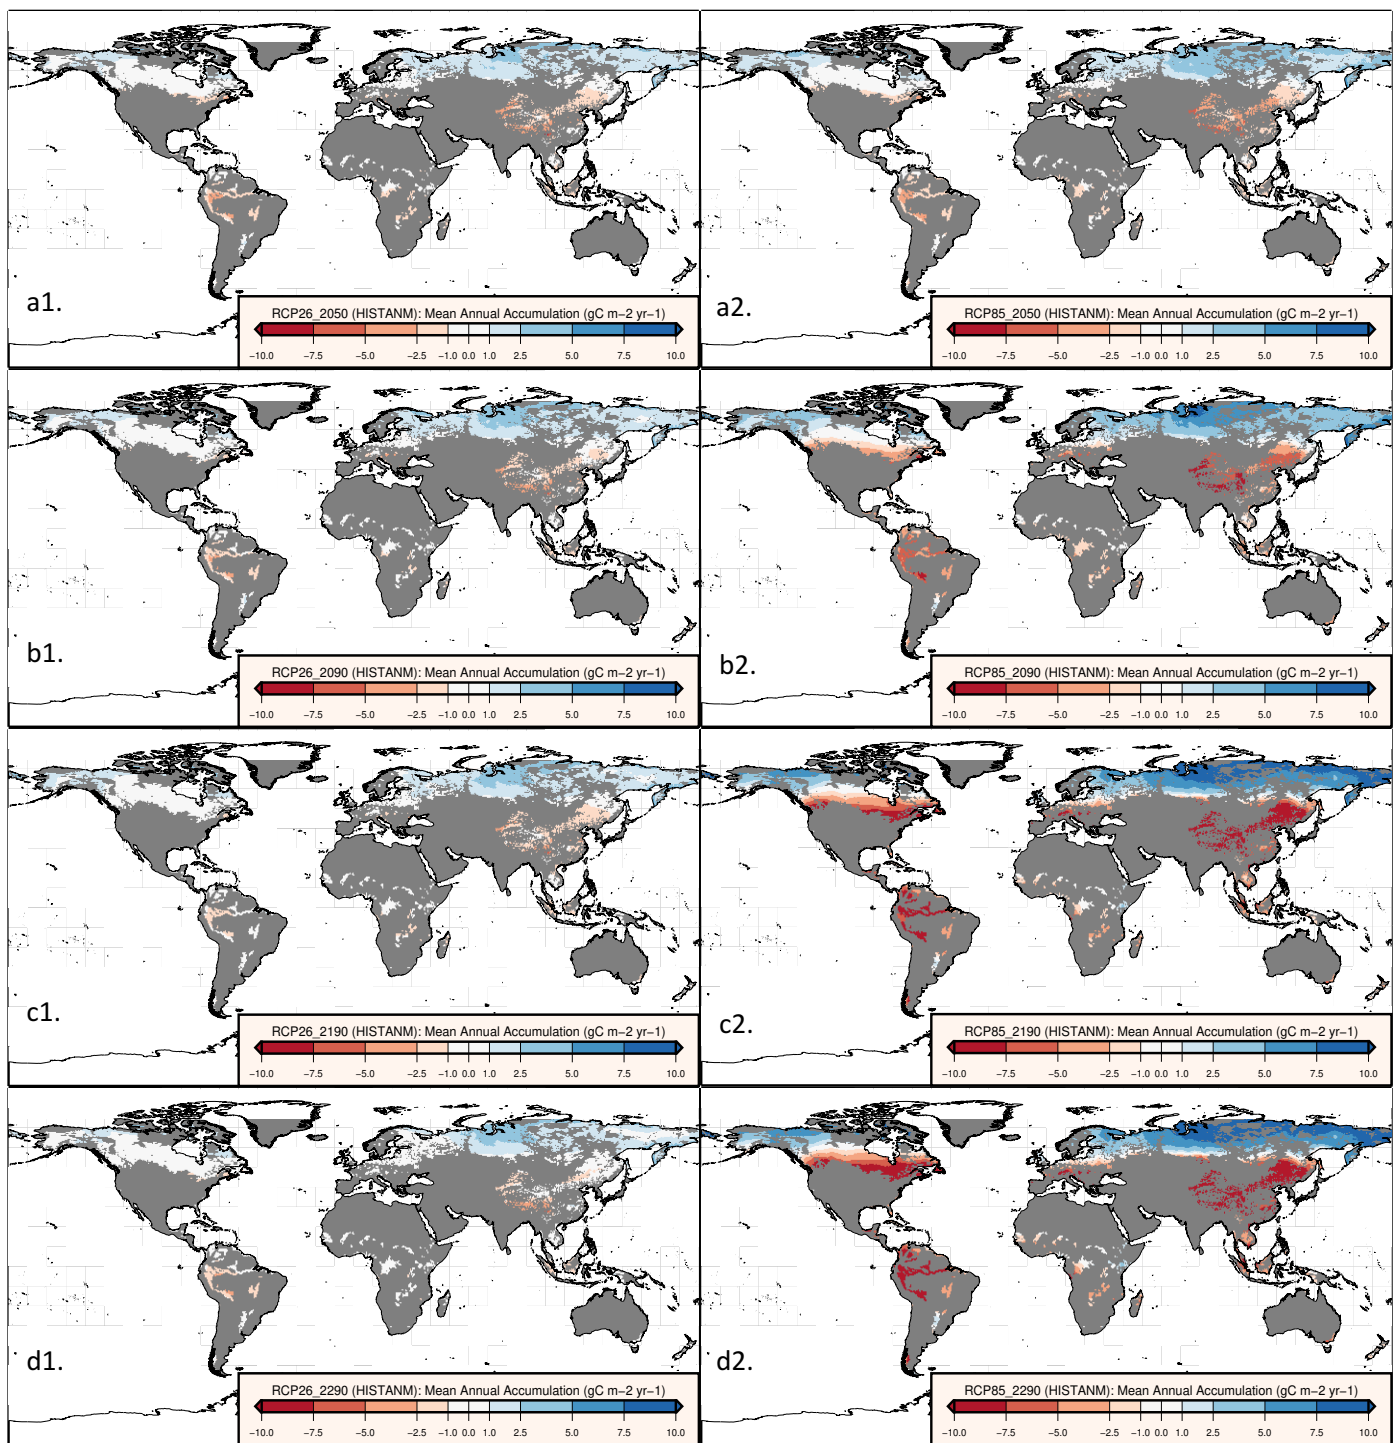 a1.
RCP26_2050 (HISTANM): Mean Annual Accumulation (gC m−2 yr−1)
−10.0 −7.5 −5.0 −2.5 −1.0 0.0 1.0 2.5 5.0 7.5 10.0
a2.
RCP85_2050 (HISTANM): Mean Annual Accumulation (gC m−2 yr−1)
−10.0 −7.5 −5.0 −2.5 −1.0 0.0 1.0 2.5 5.0 7.5 10.0
b1.
RCP26_2090 (HISTANM): Mean Annual Accumulation (gC m−2 yr−1)
−10.0 −7.5 −5.0 −2.5 −1.0 0.0 1.0 2.5 5.0 7.5 10.0
b2.
RCP85_2090 (HISTANM): Mean Annual Accumulation (gC m−2 yr−1)
−10.0 −7.5 −5.0 −2.5 −1.0 0.0 1.0 2.5 5.0 7.5 10.0
c1.
RCP26_2190 (HISTANM): Mean Annual Accumulation (gC m−2 yr−1)
−10.0 −7.5 −5.0 −2.5 −1.0 0.0 1.0 2.5 5.0 7.5 10.0
c2.
RCP85_2190 (HISTANM): Mean Annual Accumulation (gC m−2 yr−1)
−10.0 −7.5 −5.0 −2.5 −1.0 0.0 1.0 2.5 5.0 7.5 10.0
d1.
RCP26_2290 (HISTANM): Mean Annual Accumulation (gC m−2 yr−1)
−10.0 −7.5 −5.0 −2.5 −1.0 0.0 1.0 2.5 5.0 7.5 10.0
d2.
RCP85_2290 (HISTANM): Mean Annual Accumulation (gC m−2 yr−1)
−10.0 −7.5 −5.0 −2.5 −1.0 0.0 1.0 2.5 5.0 7.5 10.0